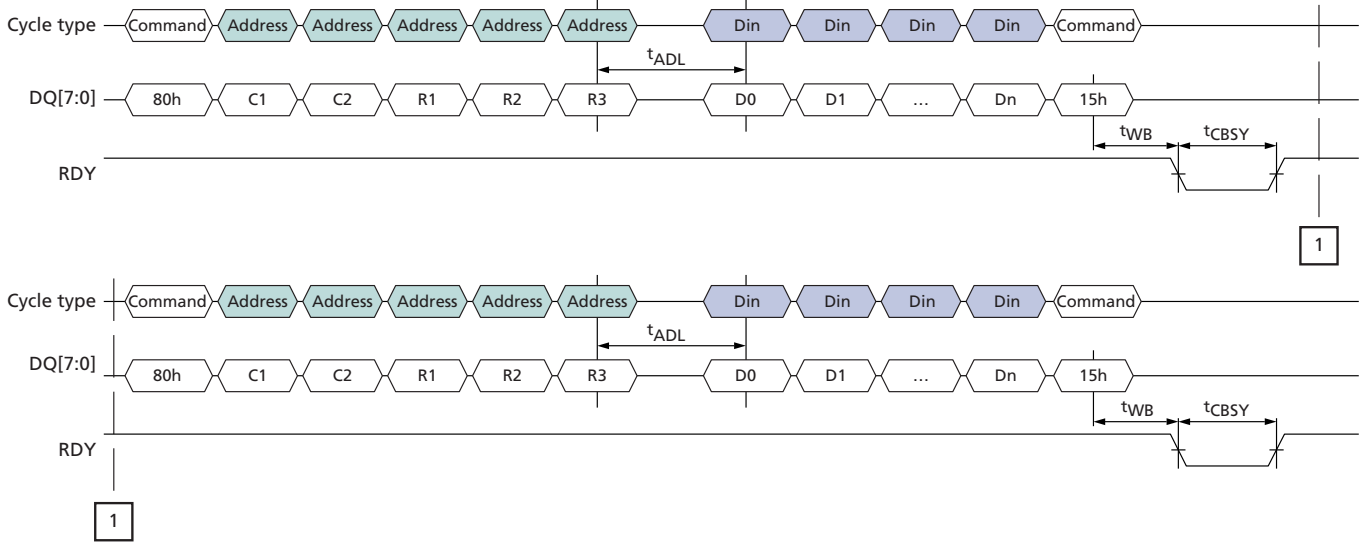 Cycle type Command Address Address Address Address Address Din Din Din Din Command
tADL
DQ[7:0] 80h C1 C2 R1 R2 R3 D0 D1 … Dn 15h
tWB tCBSY
RDY
1
Cycle type Command Address Address Address Address Address Din Din Din Din Command
tADL
DQ[7:0] 80h C1 C2 R1 R2 R3 D0 D1 … Dn 15h
tWB tCBSY
RDY
1